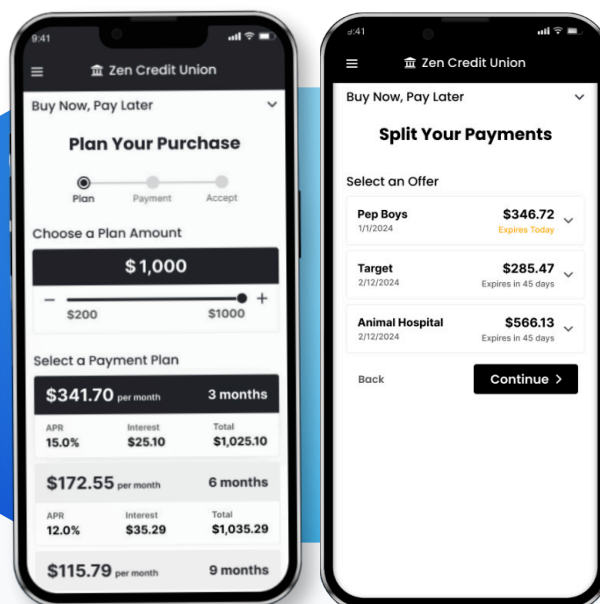 9:41
Zen Credit Union
Buy Now, Pay Later
Plan Your Purchase
Plan Payment Accept
Choose a Plan Amount
$1,000
− +
$200 $1000
Select a Payment Plan
$341.70 per month 3 months
APR Interest Total
15.0% $25.10 $1,025.10
$172.55 per month 6 months
APR Interest Total
12.0% $35.29 $1,035.29
$115.79 per month 9 months
9:41
Zen Credit Union
Buy Now, Pay Later
Split Your Payments
Select an Offer
Pep Boys $346.72
1/1/2024 Expires Today
Target $285.47
2/12/2024 Expires in 45 days
Animal Hospital $566.13
2/12/2024 Expires in 45 days
Back Continue >